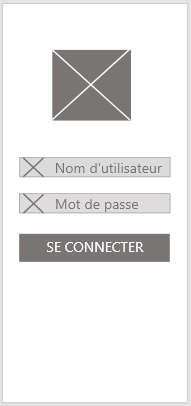 Nom d'utilisateur
Mot de passe
SE CONNECTER